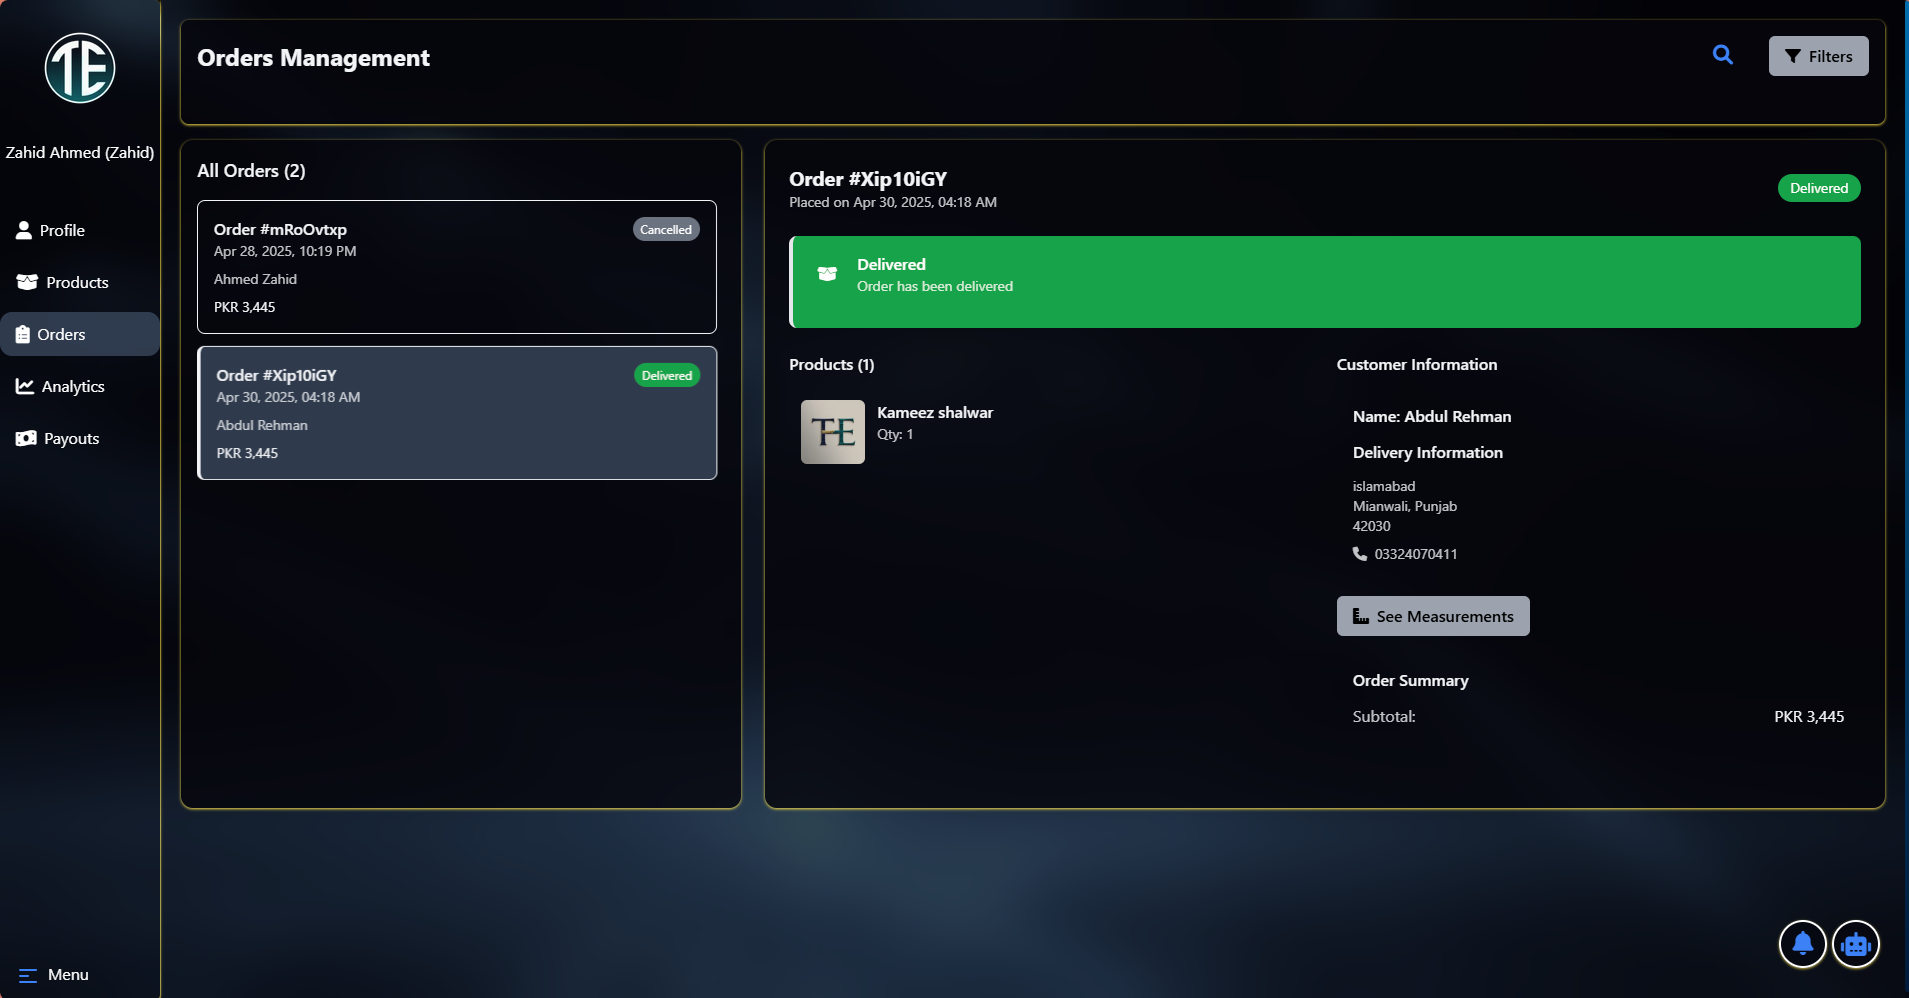 TE
Zahid Ahmed (Zahid)
Profile
Products
Orders
Analytics
Payouts
Menu
Orders Management
Filters
All Orders (2)
Order #mRoOvtxp
Cancelled
Apr 28, 2025, 10:19 PM
Ahmed Zahid
PKR 3,445
Order #Xip10iGY
Delivered
Apr 30, 2025, 04:18 AM
Abdul Rehman
PKR 3,445
Order #Xip10iGY
Placed on Apr 30, 2025, 04:18 AM
Delivered
Delivered
Order has been delivered
Products (1)
TE
Kameez shalwar
Qty: 1
Customer Information
Name: Abdul Rehman
Delivery Information
islamabad
Mianwali, Punjab
42030
03324070411
See Measurements
Order Summary
Subtotal: PKR 3,445